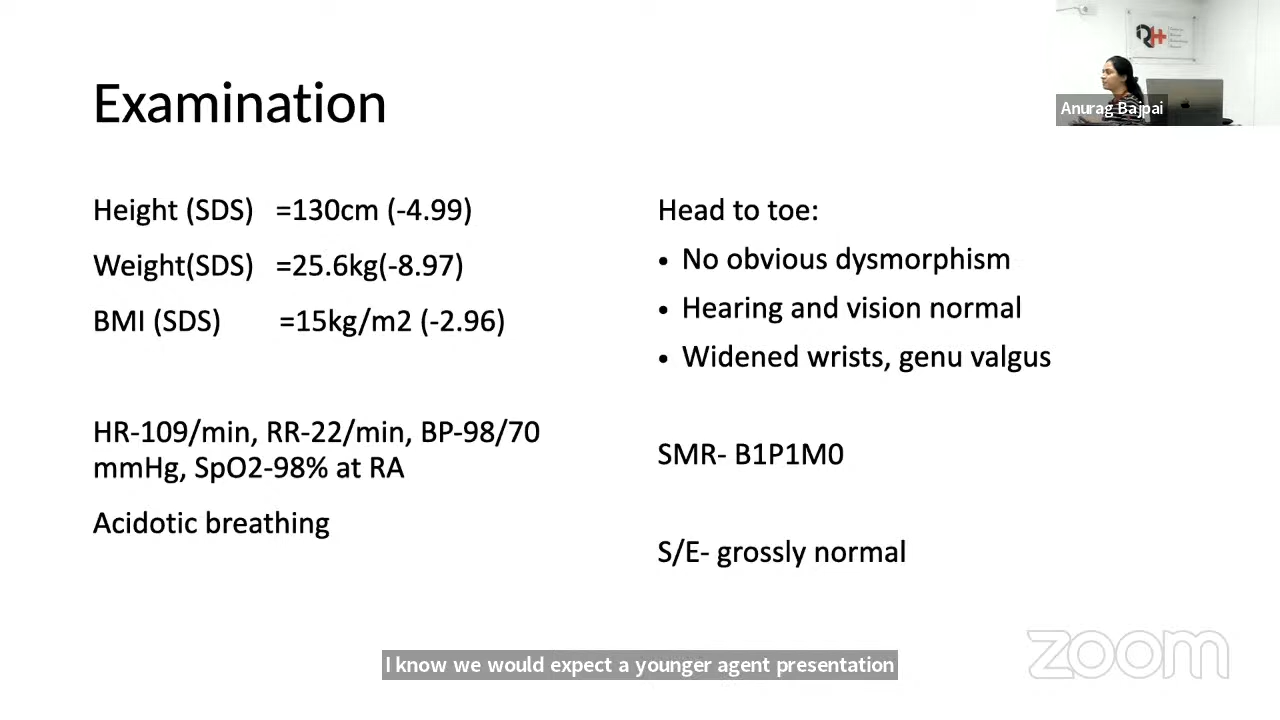 Examination
Height (SDS) =130cm (-4.99)
Weight(SDS) =25.6kg(-8.97)
BMI (SDS) =15kg/m2 (-2.96)
HR-109/min, RR-22/min, BP-98/70
mmHg, SpO2-98% at RA
Acidotic breathing
Head to toe:
• No obvious dysmorphism
• Hearing and vision normal
• Widened wrists, genu valgus
SMR- B1P1M0
S/E- grossly normal
Anurag Bajpai
I know we would expect a younger agent presentation
zoom